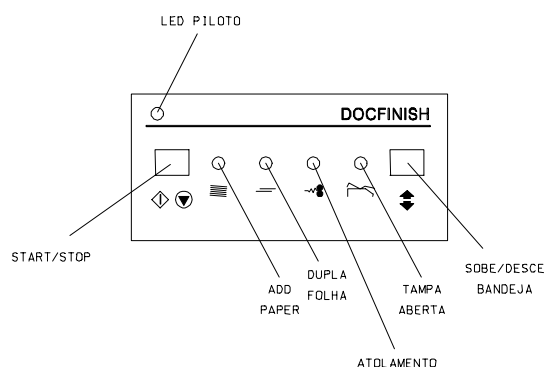 LED PILOTO
DOCFINISH
START/STOP
ADD
PAPER
DUPLA
FOLHA
ATOLAMENTO
TAMPA
ABERTA
SOBE/DESCE
BANDEJA